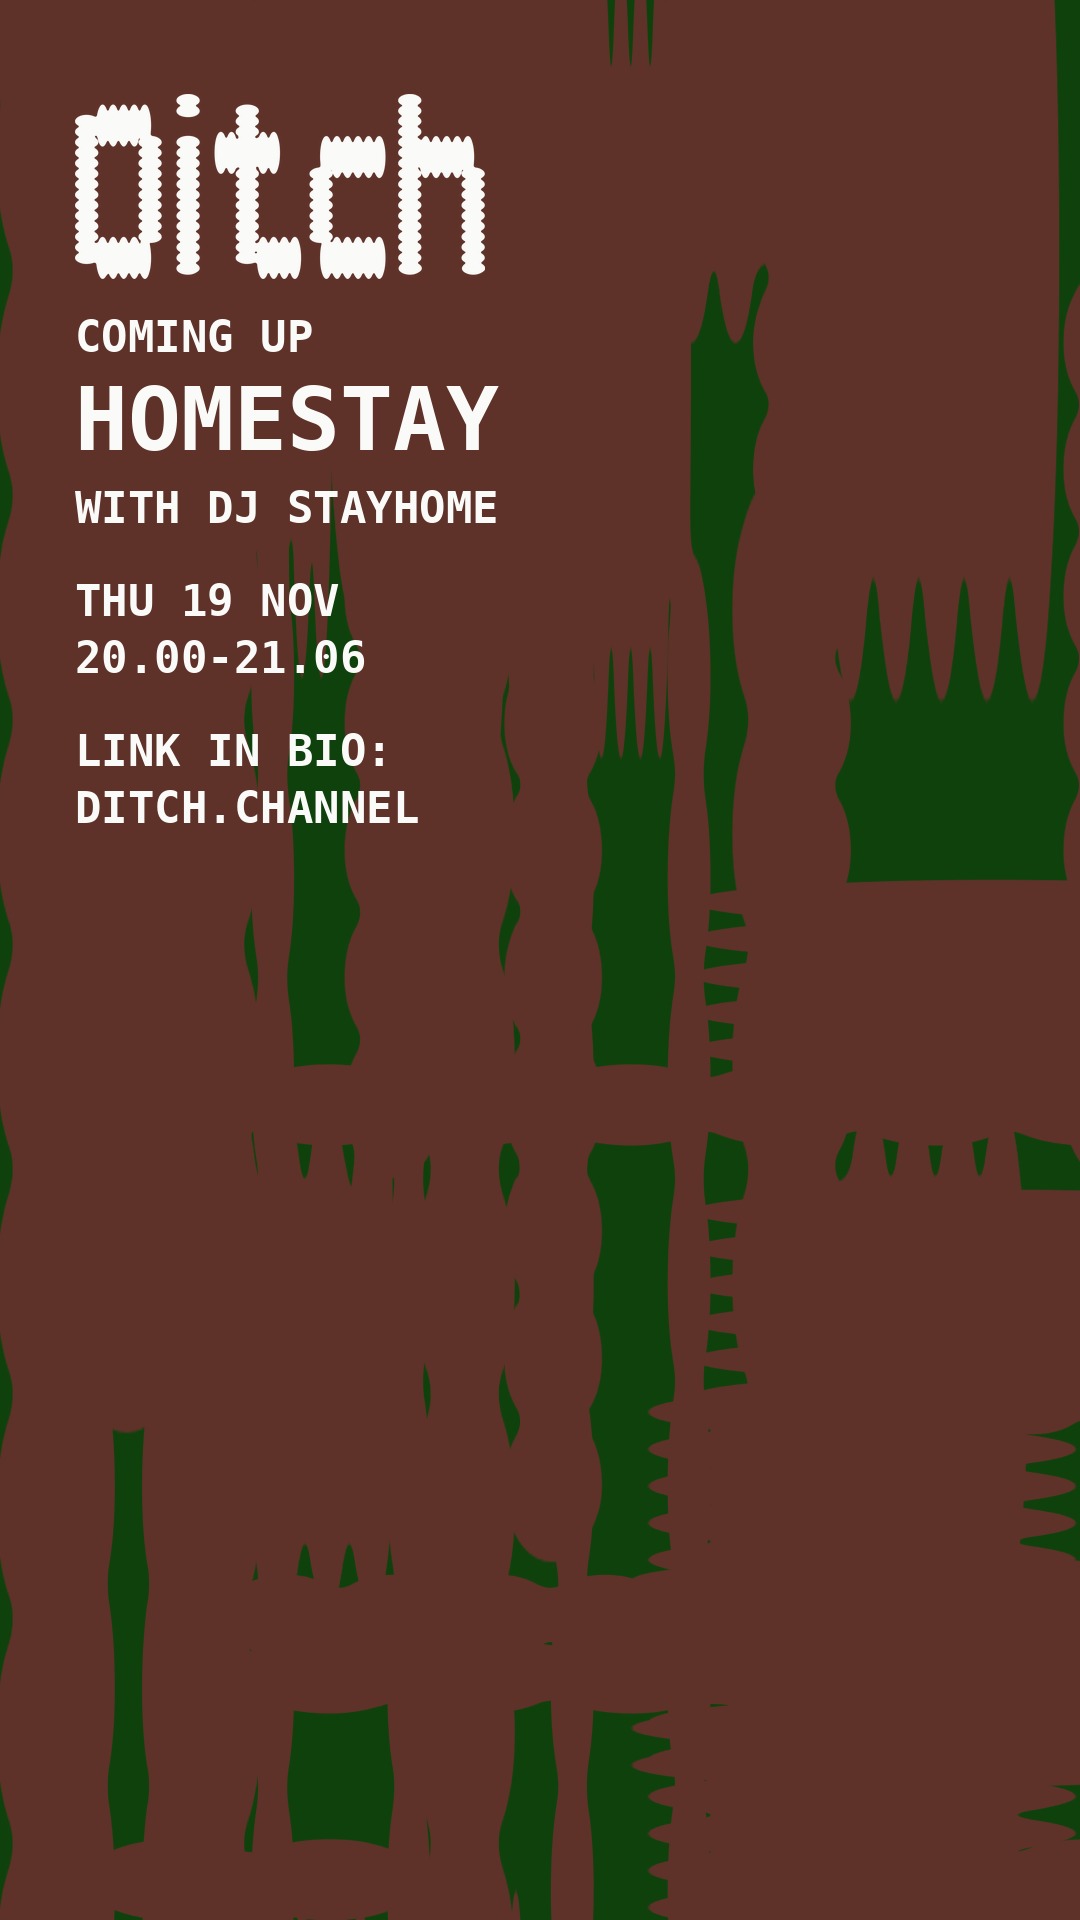 Ditch
COMING UP
HOMESTAY
WITH DJ STAYHOME
THU 19 NOV
20.00-21.06
LINK IN BIO:
DITCH.CHANNEL